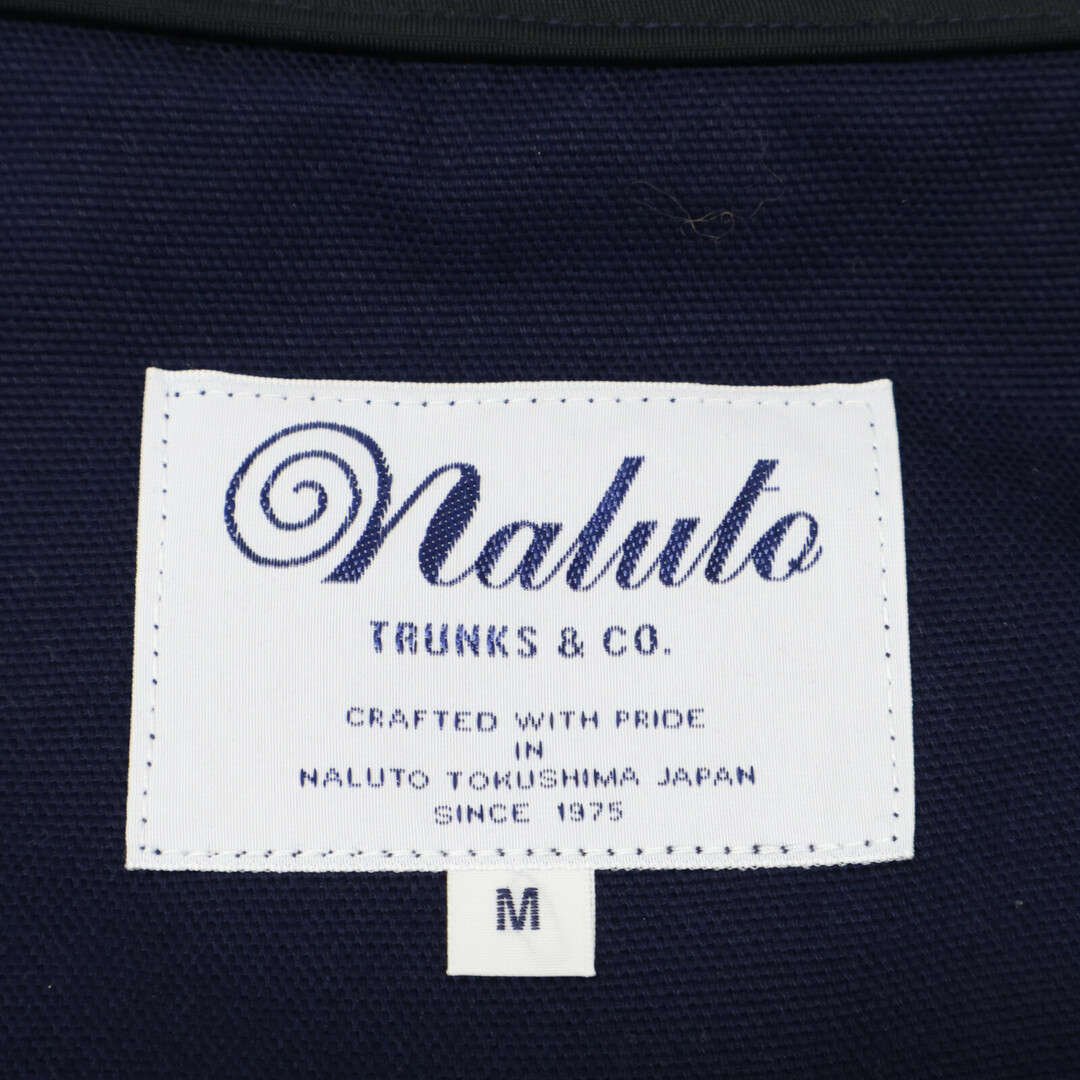 Naluto
TRUNKS & CO.
CRAFTED WITH PRIDE
IN
NALUTO TOKUSHIMA JAPAN
SINCE 1975
M